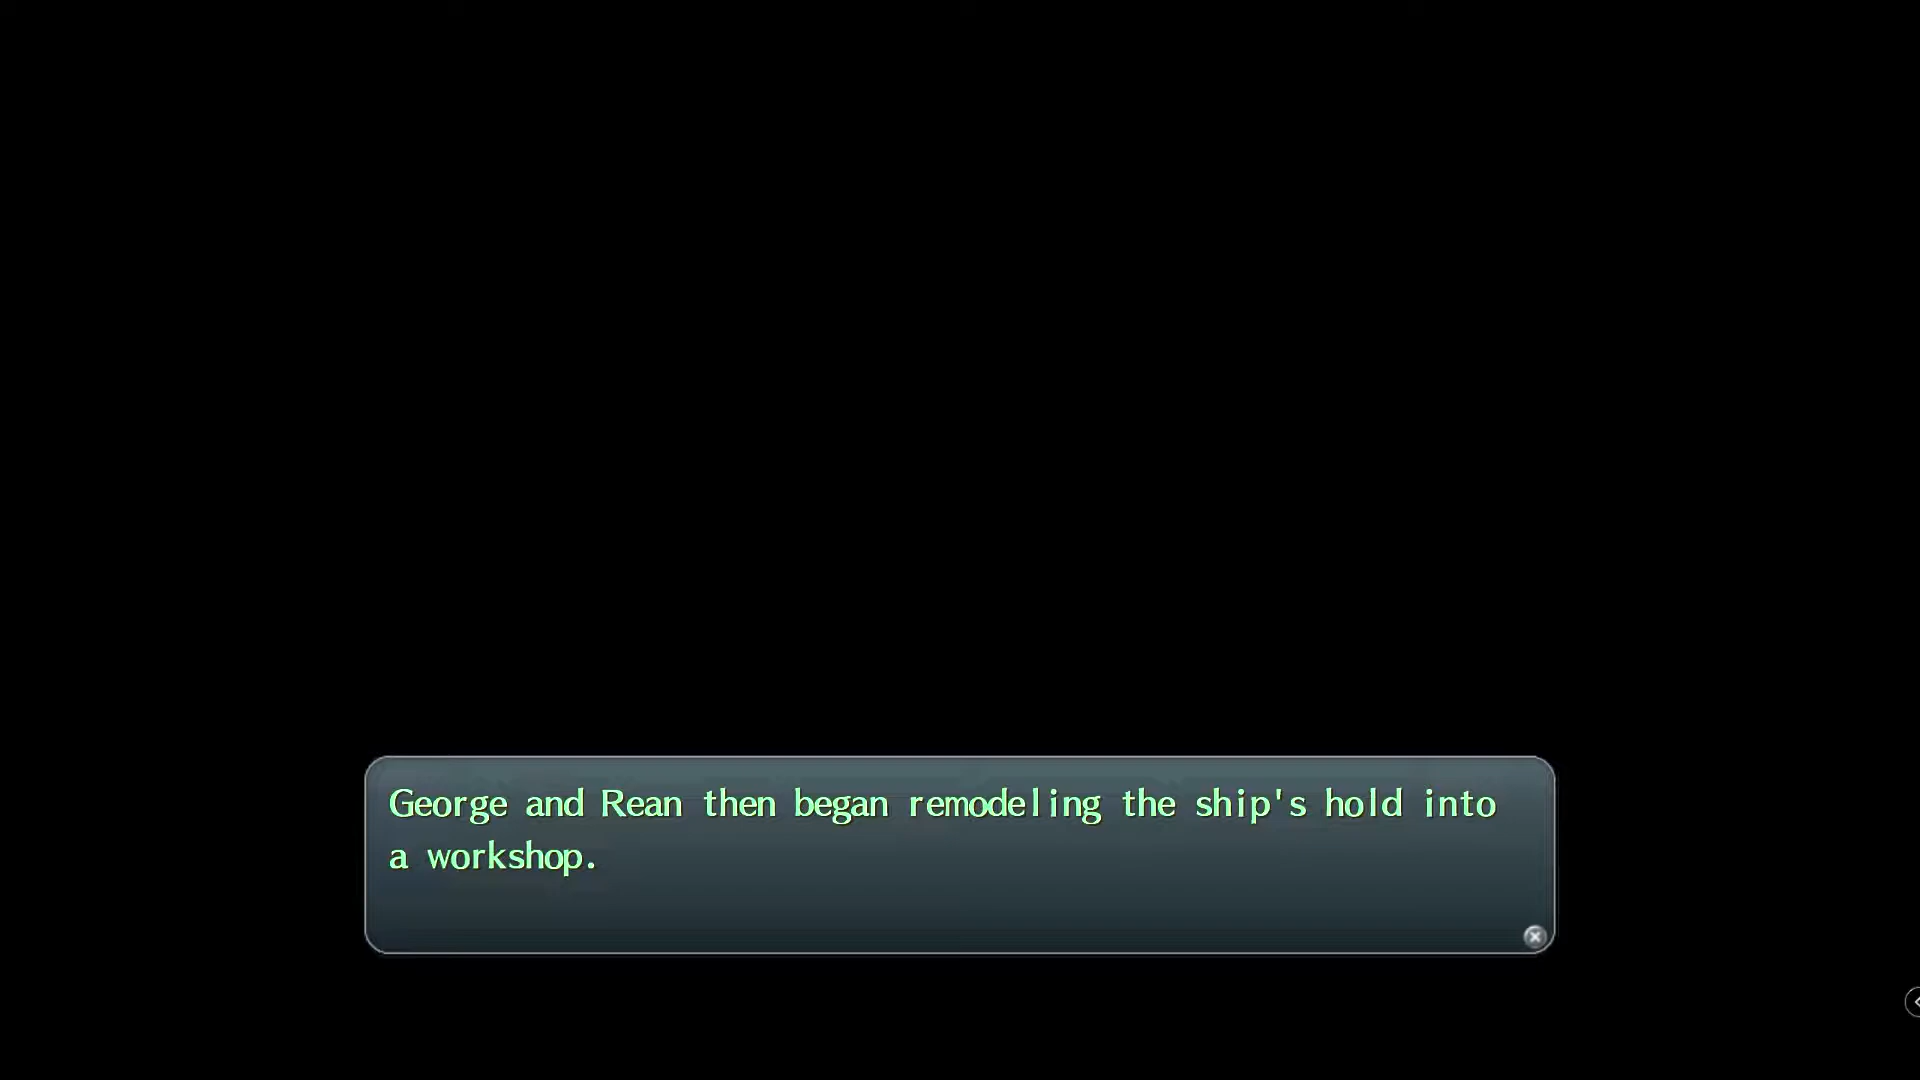 George and Rean then began remodeling the ship's hold into
a workshop.